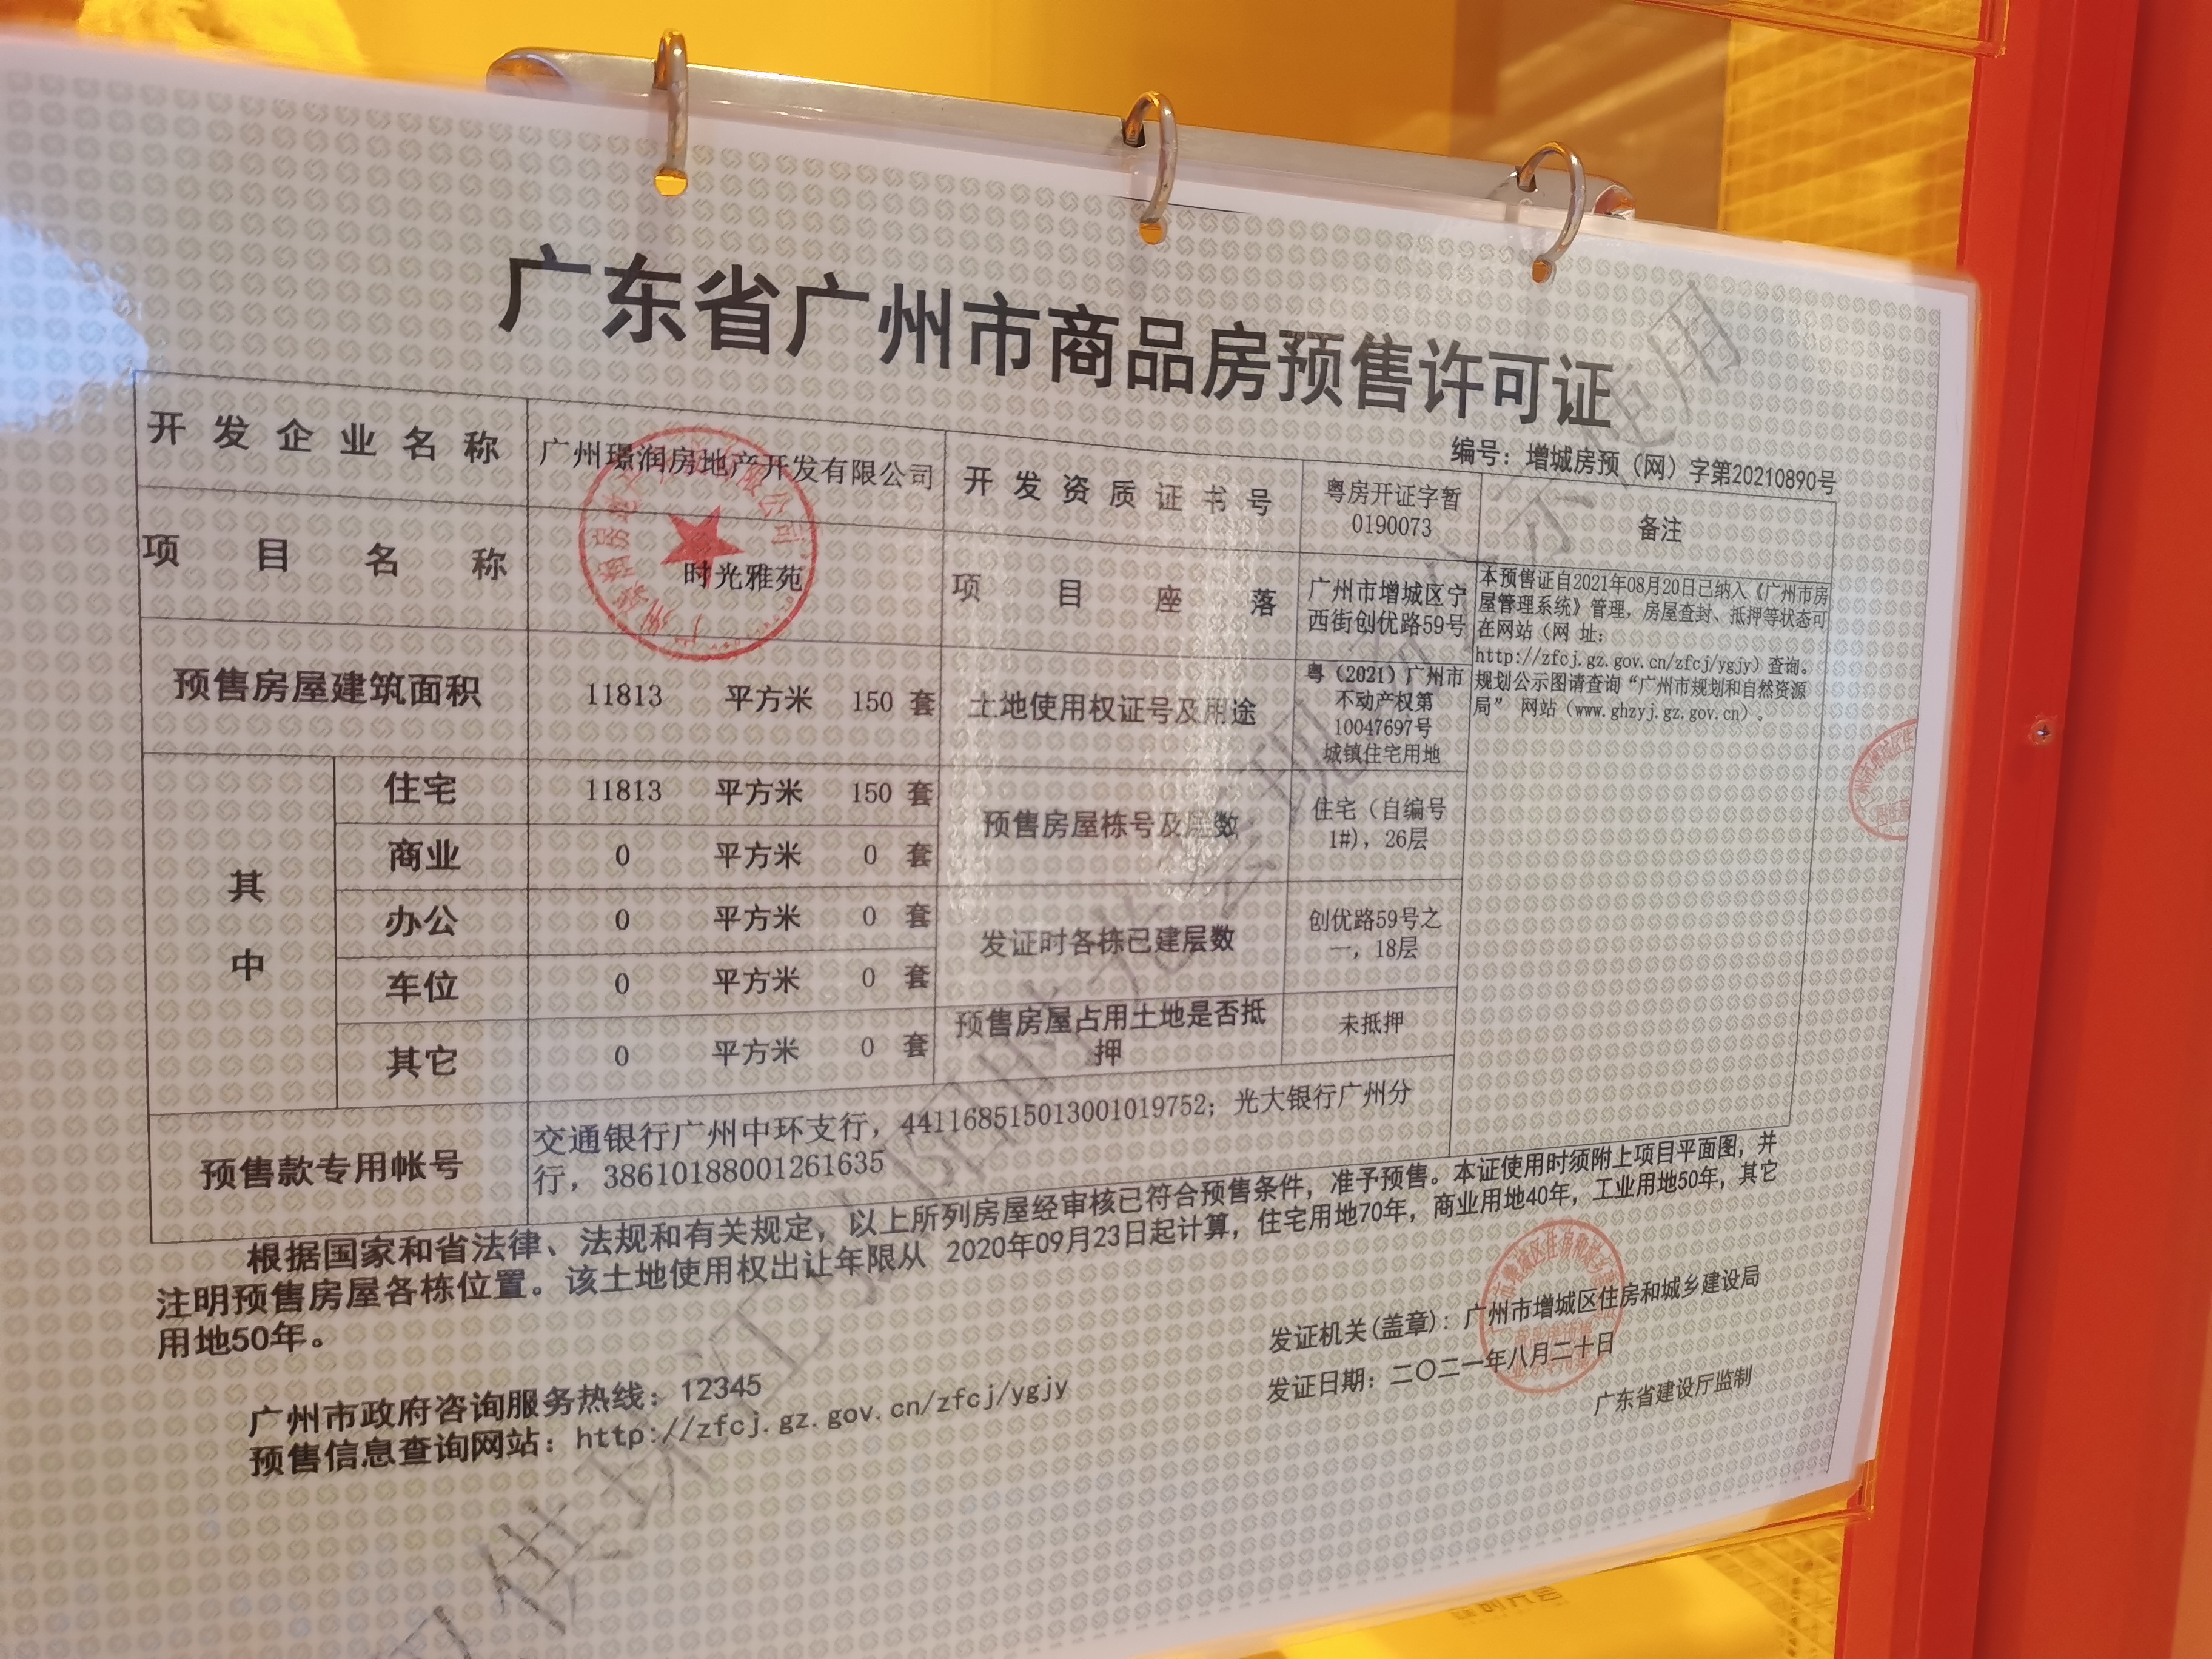 广东省广州市商品房预售许可证
编号：增城房预（网）字第20210890号
开发企业名称
广州璟润房地产开发有限公司
开发资质证书号
粤房开证字暂
0190073
备注
项目名称
时光雅苑
项目座落
广州市增城区宁
西街创优路59号
本预售证自2021年08月20日已纳入《广州市房
屋管理系统》管理，房屋查封、抵押等状态可
在网站（网 址：
http://zfcj.gz.gov.cn/zfcj/ygjy）查询。
规划公示图请查询“广州市规划和自然资源
局” 网站（www.ghzyj.gz.gov.cn）。
预售房屋建筑面积
11813 平方米 150 套
土地使用权证号及用途
粤（2021）广州市
不动产权第
10047697号
城镇住宅用地
其中
住宅 11813 平方米 150 套
商业 0 平方米 0 套
办公 0 平方米 0 套
车位 0 平方米 0 套
其它 0 平方米 0 套
预售房屋栋号及层数
住宅（自编号
1#），26层
发证时各栋已建层数
创优路59号之
一，18层
预售房屋占用土地是否抵
押
未抵押
预售款专用帐号
交通银行广州中环支行，441168515013001019752；光大银行广州分
行，38610188001261635
根据国家和省法律、法规和有关规定，以上所列房屋经审核已符合预售条件，准予预售。本证使用时须附上项目平面图，并
注明预售房屋各栋位置。该土地使用权出让年限从 2020年09月23日起计算，住宅用地70年，商业用地40年，工业用地50年，其它
用地50年。
发证机关(盖章)：广州市增城区住房和城乡建设局
发证日期：二〇二一年八月二十日
广东省建设厅监制
广州市政府咨询服务热线：12345
预售信息查询网站：http://zfcj.gz.gov.cn/zfcj/ygjy